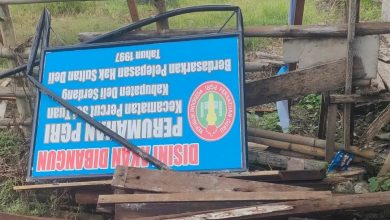 DISINI AKAN DIBANGUN
PERUMAHAN PGRI
Kecamatan Percut Sei Tuan
Kabupaten Deli Serdang
Berdasarkan Pelepasan Hak Sultan Deli
Tahun 1997